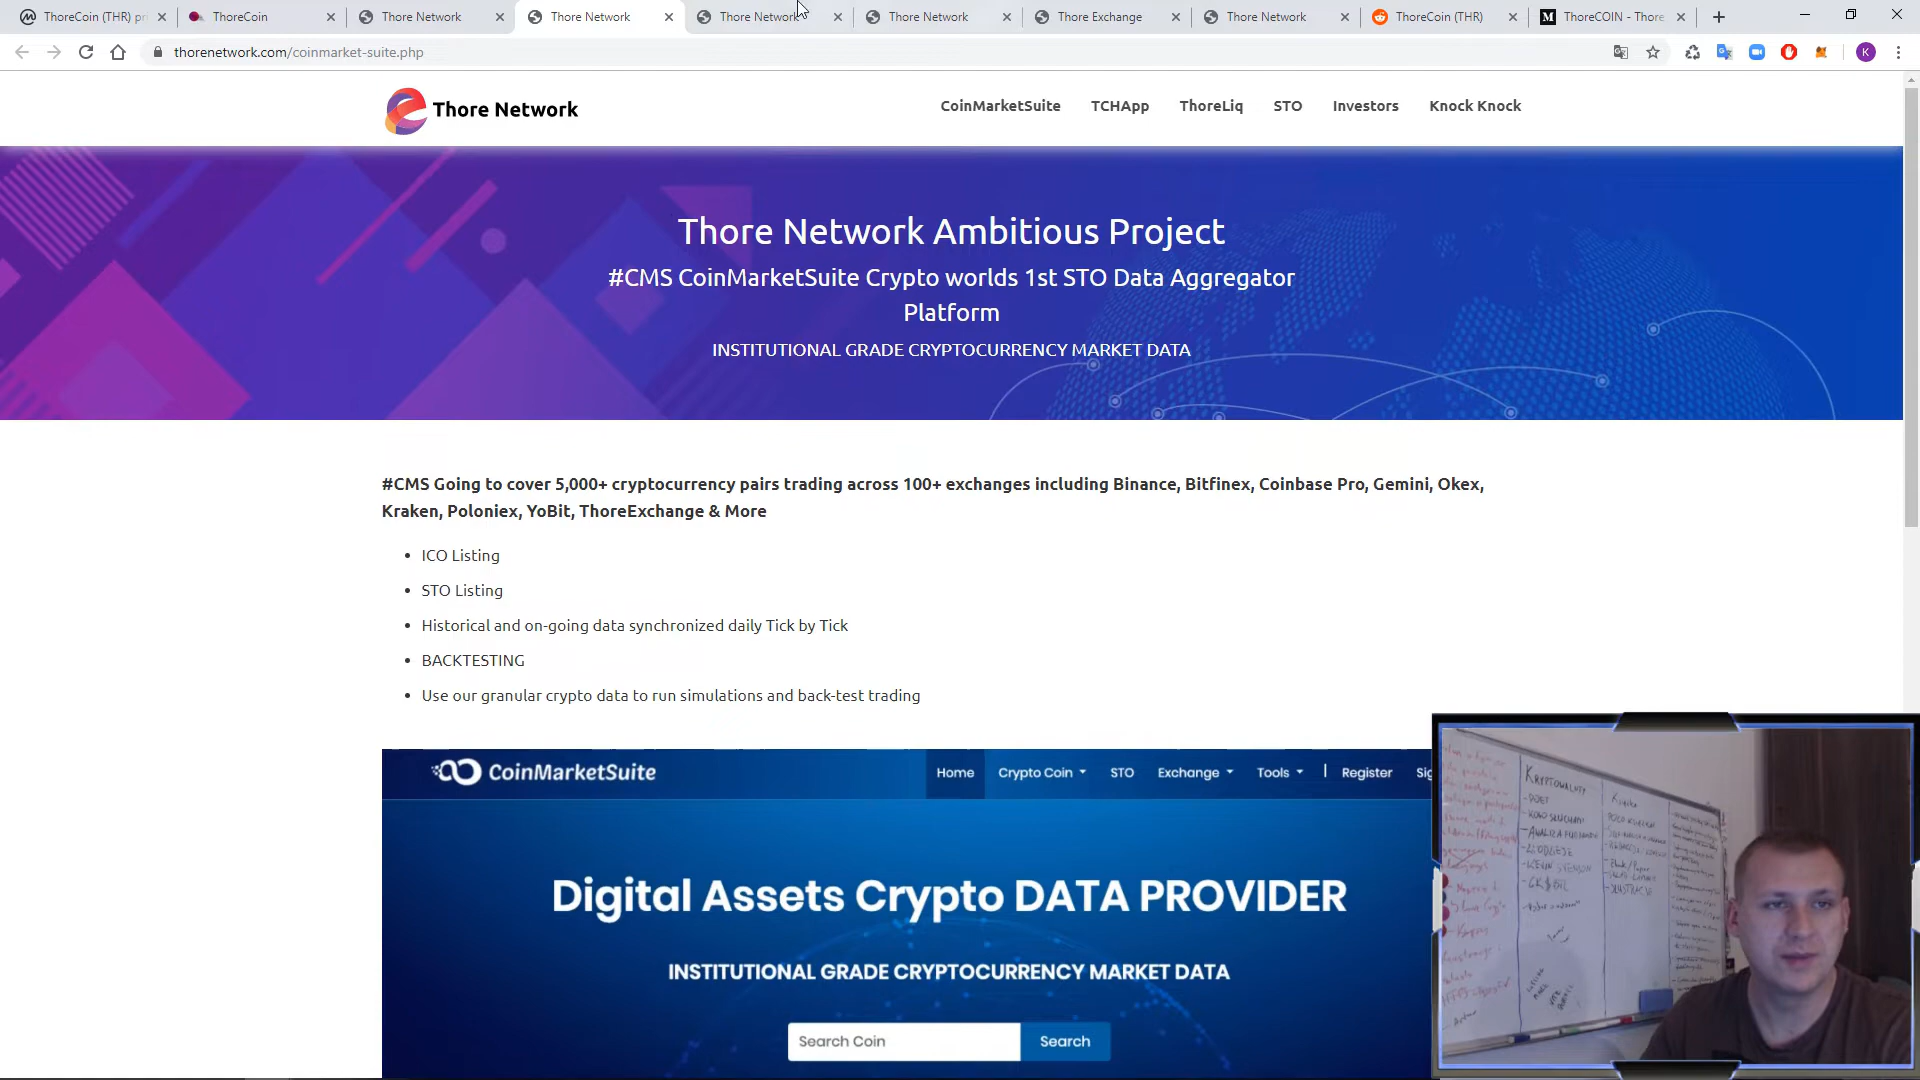 ThoreCoin (THR) pr
ThoreCoin
Thore Network
Thore Network
Thore Network
Thore Network
Thore Exchange
Thore Network
ThoreCoin (THR)
M
ThoreCOIN - Thore
thorenetwork.com/coinmarket-suite.php
K
Thore Network
CoinMarketSuite
TCHApp
ThoreLiq
STO
Investors
Knock Knock
Thore Network Ambitious Project
#CMS CoinMarketSuite Crypto worlds 1st STO Data Aggregator
Platform
INSTITUTIONAL GRADE CRYPTOCURRENCY MARKET DATA
#CMS Going to cover 5,000+ cryptocurrency pairs trading across 100+ exchanges including Binance, Bitfinex, Coinbase Pro, Gemini, Okex,
Kraken, Poloniex, YoBit, ThoreExchange & More
• ICO Listing
• STO Listing
• Historical and on-going data synchronized daily Tick by Tick
• BACKTESTING
• Use our granular crypto data to run simulations and back-test trading
CoinMarketSuite
Home
Crypto Coin
STO
Exchange
Tools
|
Register
Digital Assets Crypto DATA PROVIDER
INSTITUTIONAL GRADE CRYPTOCURRENCY MARKET DATA
Search Coin
Search
KRYPTOWALUTY